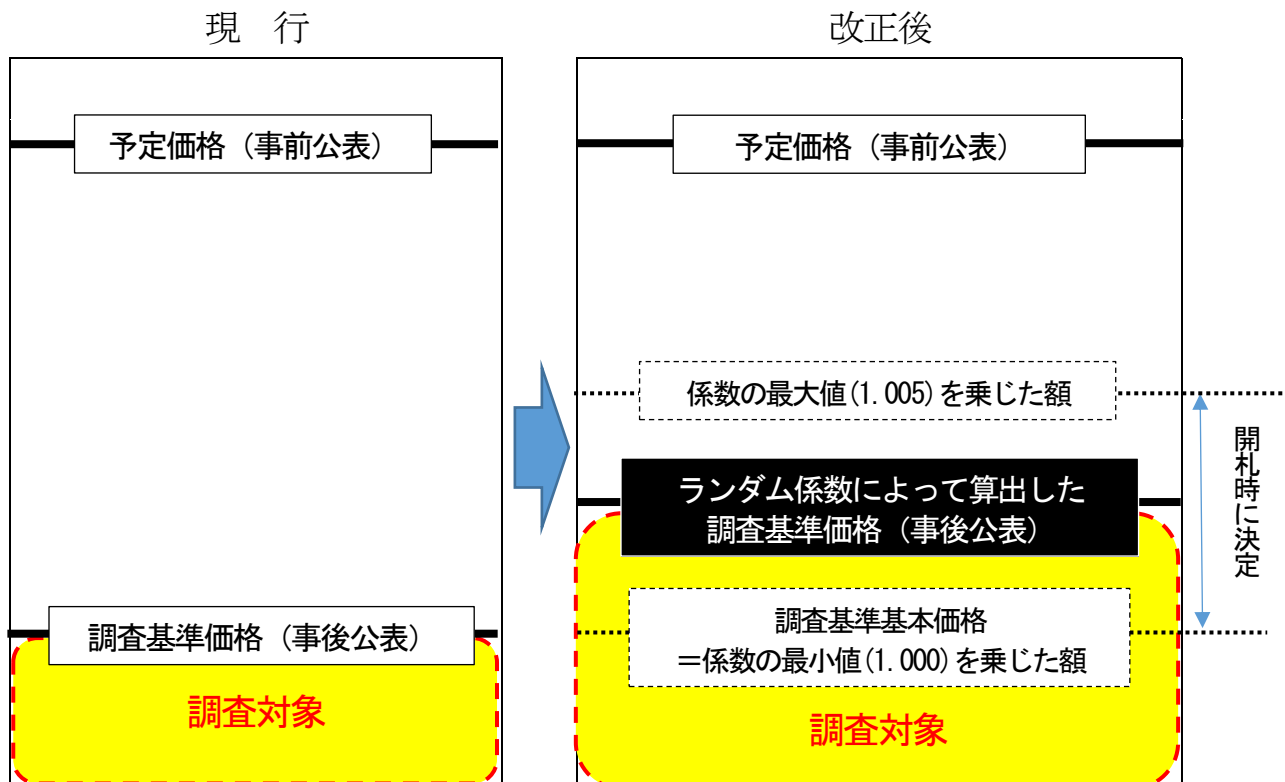 現　行
予定価格（事前公表）
調査基準価格（事後公表）
調査対象
改正後
予定価格（事前公表）
係数の最大値(1.005)を乗じた額
ランダム係数によって算出した
調査基準価格（事後公表）
調査基準基本価格
＝係数の最小値(1.000)を乗じた額
調査対象
開札時に決定